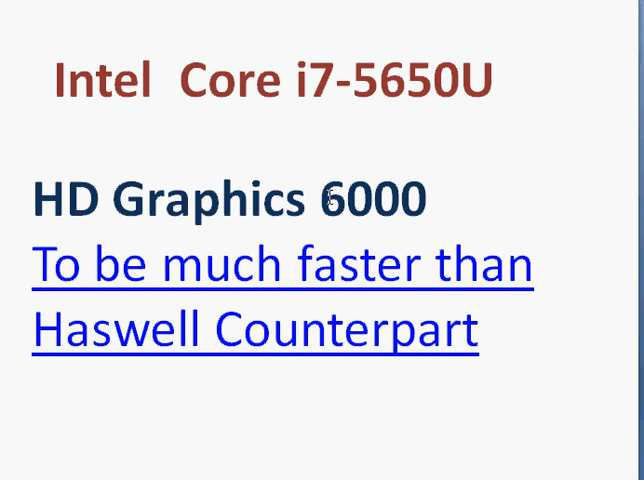 Intel Core i7-5650U
HD Graphics 6000
To be much faster than
Haswell Counterpart